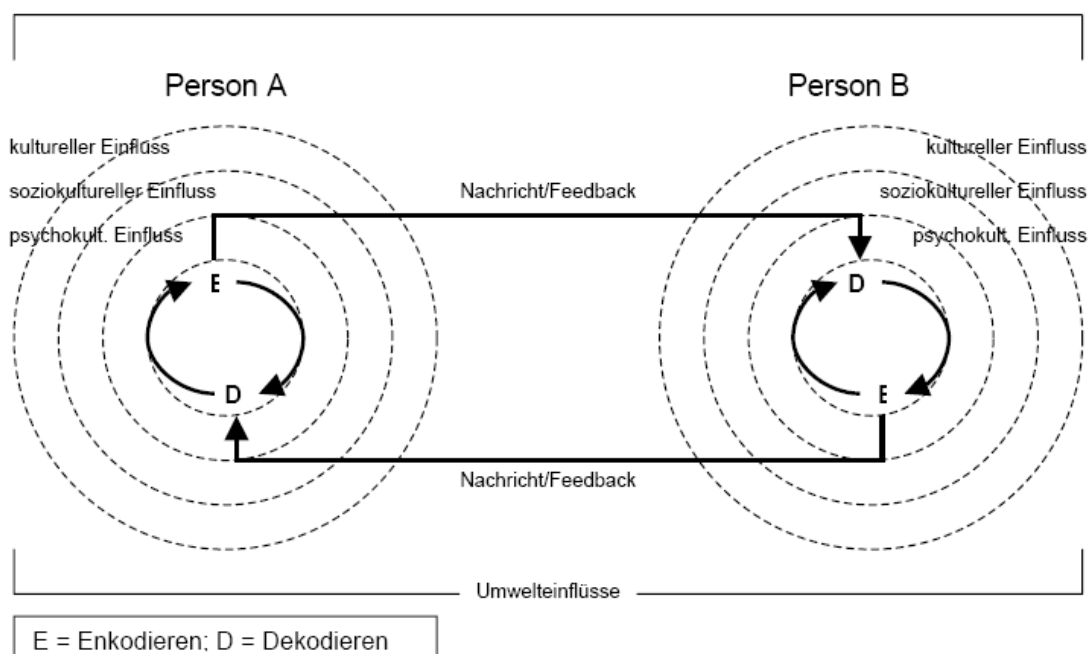 Person A
Person B
kultureller Einfluss
kultureller Einfluss
soziokultureller Einfluss
Nachricht/Feedback
soziokultureller Einfluss
psychokult. Einfluss
psychokult. Einfluss
E
D
D
E
Nachricht/Feedback
Umwelteinflüsse
E = Enkodieren; D = Dekodieren